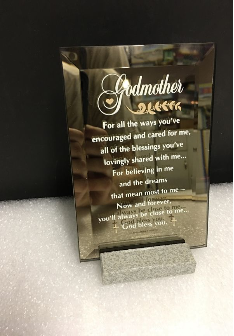 Godmother
For all the ways you've
encouraged and cared for me,
all of the blessings you've
lovingly shared with me...
For believing in me
and the dreams
that mean most to me –
Now and forever,
you'll always be close to me...
God bless you.